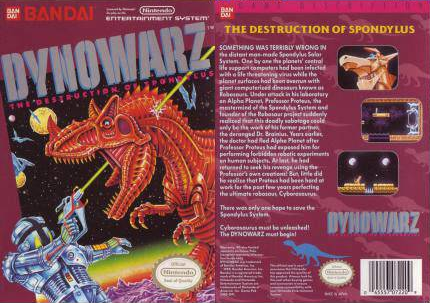 BAN DAI BANDAI
Nintendo
ENTERTAINMENT SYSTEM
DYNOWARZ
THE DESTRUCTION OF SPONDYLUS
Official
Nintendo
Seal of Quality
BAN DAI
THE DESTRUCTION OF SPONDYLUS
SOMETHING WAS TERRIBLY WRONG IN
the distant man-made Spondylus Solar
System. One by one the planets' central
life support computers had been infected
with a life threatening virus while the
planet surfaces had been overrun with
giant computerized dinosaurs known as
Robosaurs. Under attack in his laboratory
on Alpha Planet, Professor Proteus, the
mastermind of the Spondylus System and
founder of the Robosaur project suddenly
realized that this deadly sabotage could
only be the work of his former partner,
the deranged Dr. Brainius. Years earlier,
the doctor had fled Alpha Planet after
Professor Proteus had exposed him for
performing forbidden robotic experiments
on human subjects. At last, he had
returned to seek his revenge using the
Professor's own creations! But, little did
he realize that Proteus had been hard at
work for the past few years perfecting
the ultimate robosaur, Cyborasaurus.
There was only one hope to save the
Spondylus System.
Cyborasaurus must be unleashed!
The DYNOWARZ must begin!
DYNOWARZ
Nintendo